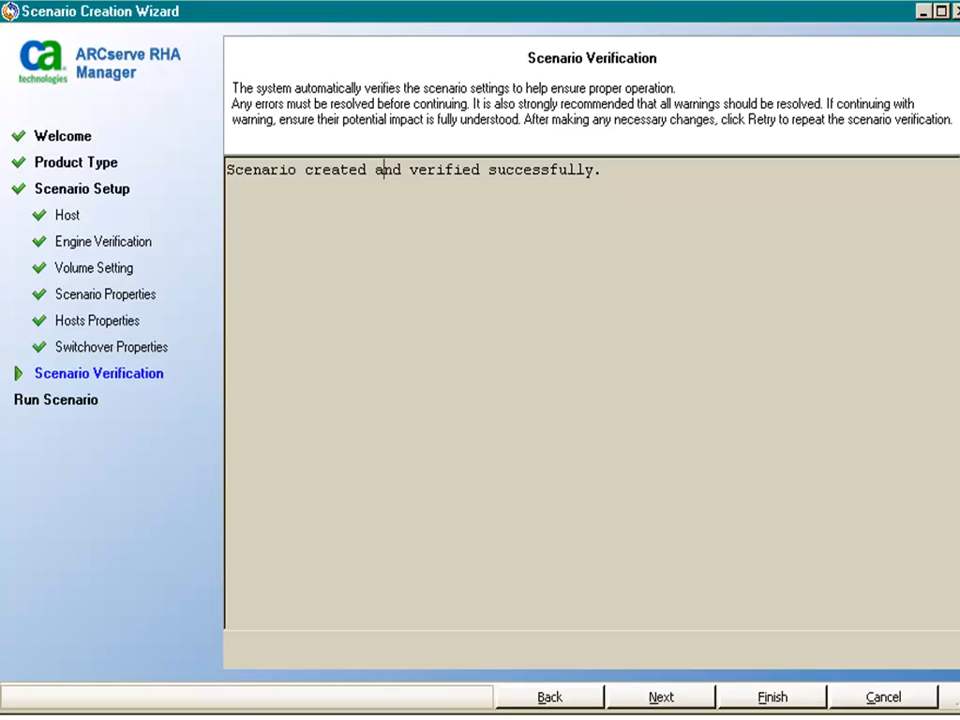 Scenario Creation Wizard
ca
technologies
ARCserve RHA
Manager
Welcome
Product Type
Scenario Setup
Host
Engine Verification
Volume Setting
Scenario Properties
Hosts Properties
Switchover Properties
Scenario Verification
Run Scenario
Scenario Verification
The system automatically verifies the scenario settings to help ensure proper operation.
Any errors must be resolved before continuing. It is also strongly recommended that all warnings should be resolved. If continuing with
warning, ensure their potential impact is fully understood. After making any necessary changes, click Retry to repeat the scenario verification.
Scenario created and verified successfully.
Back
Next
Finish
Cancel